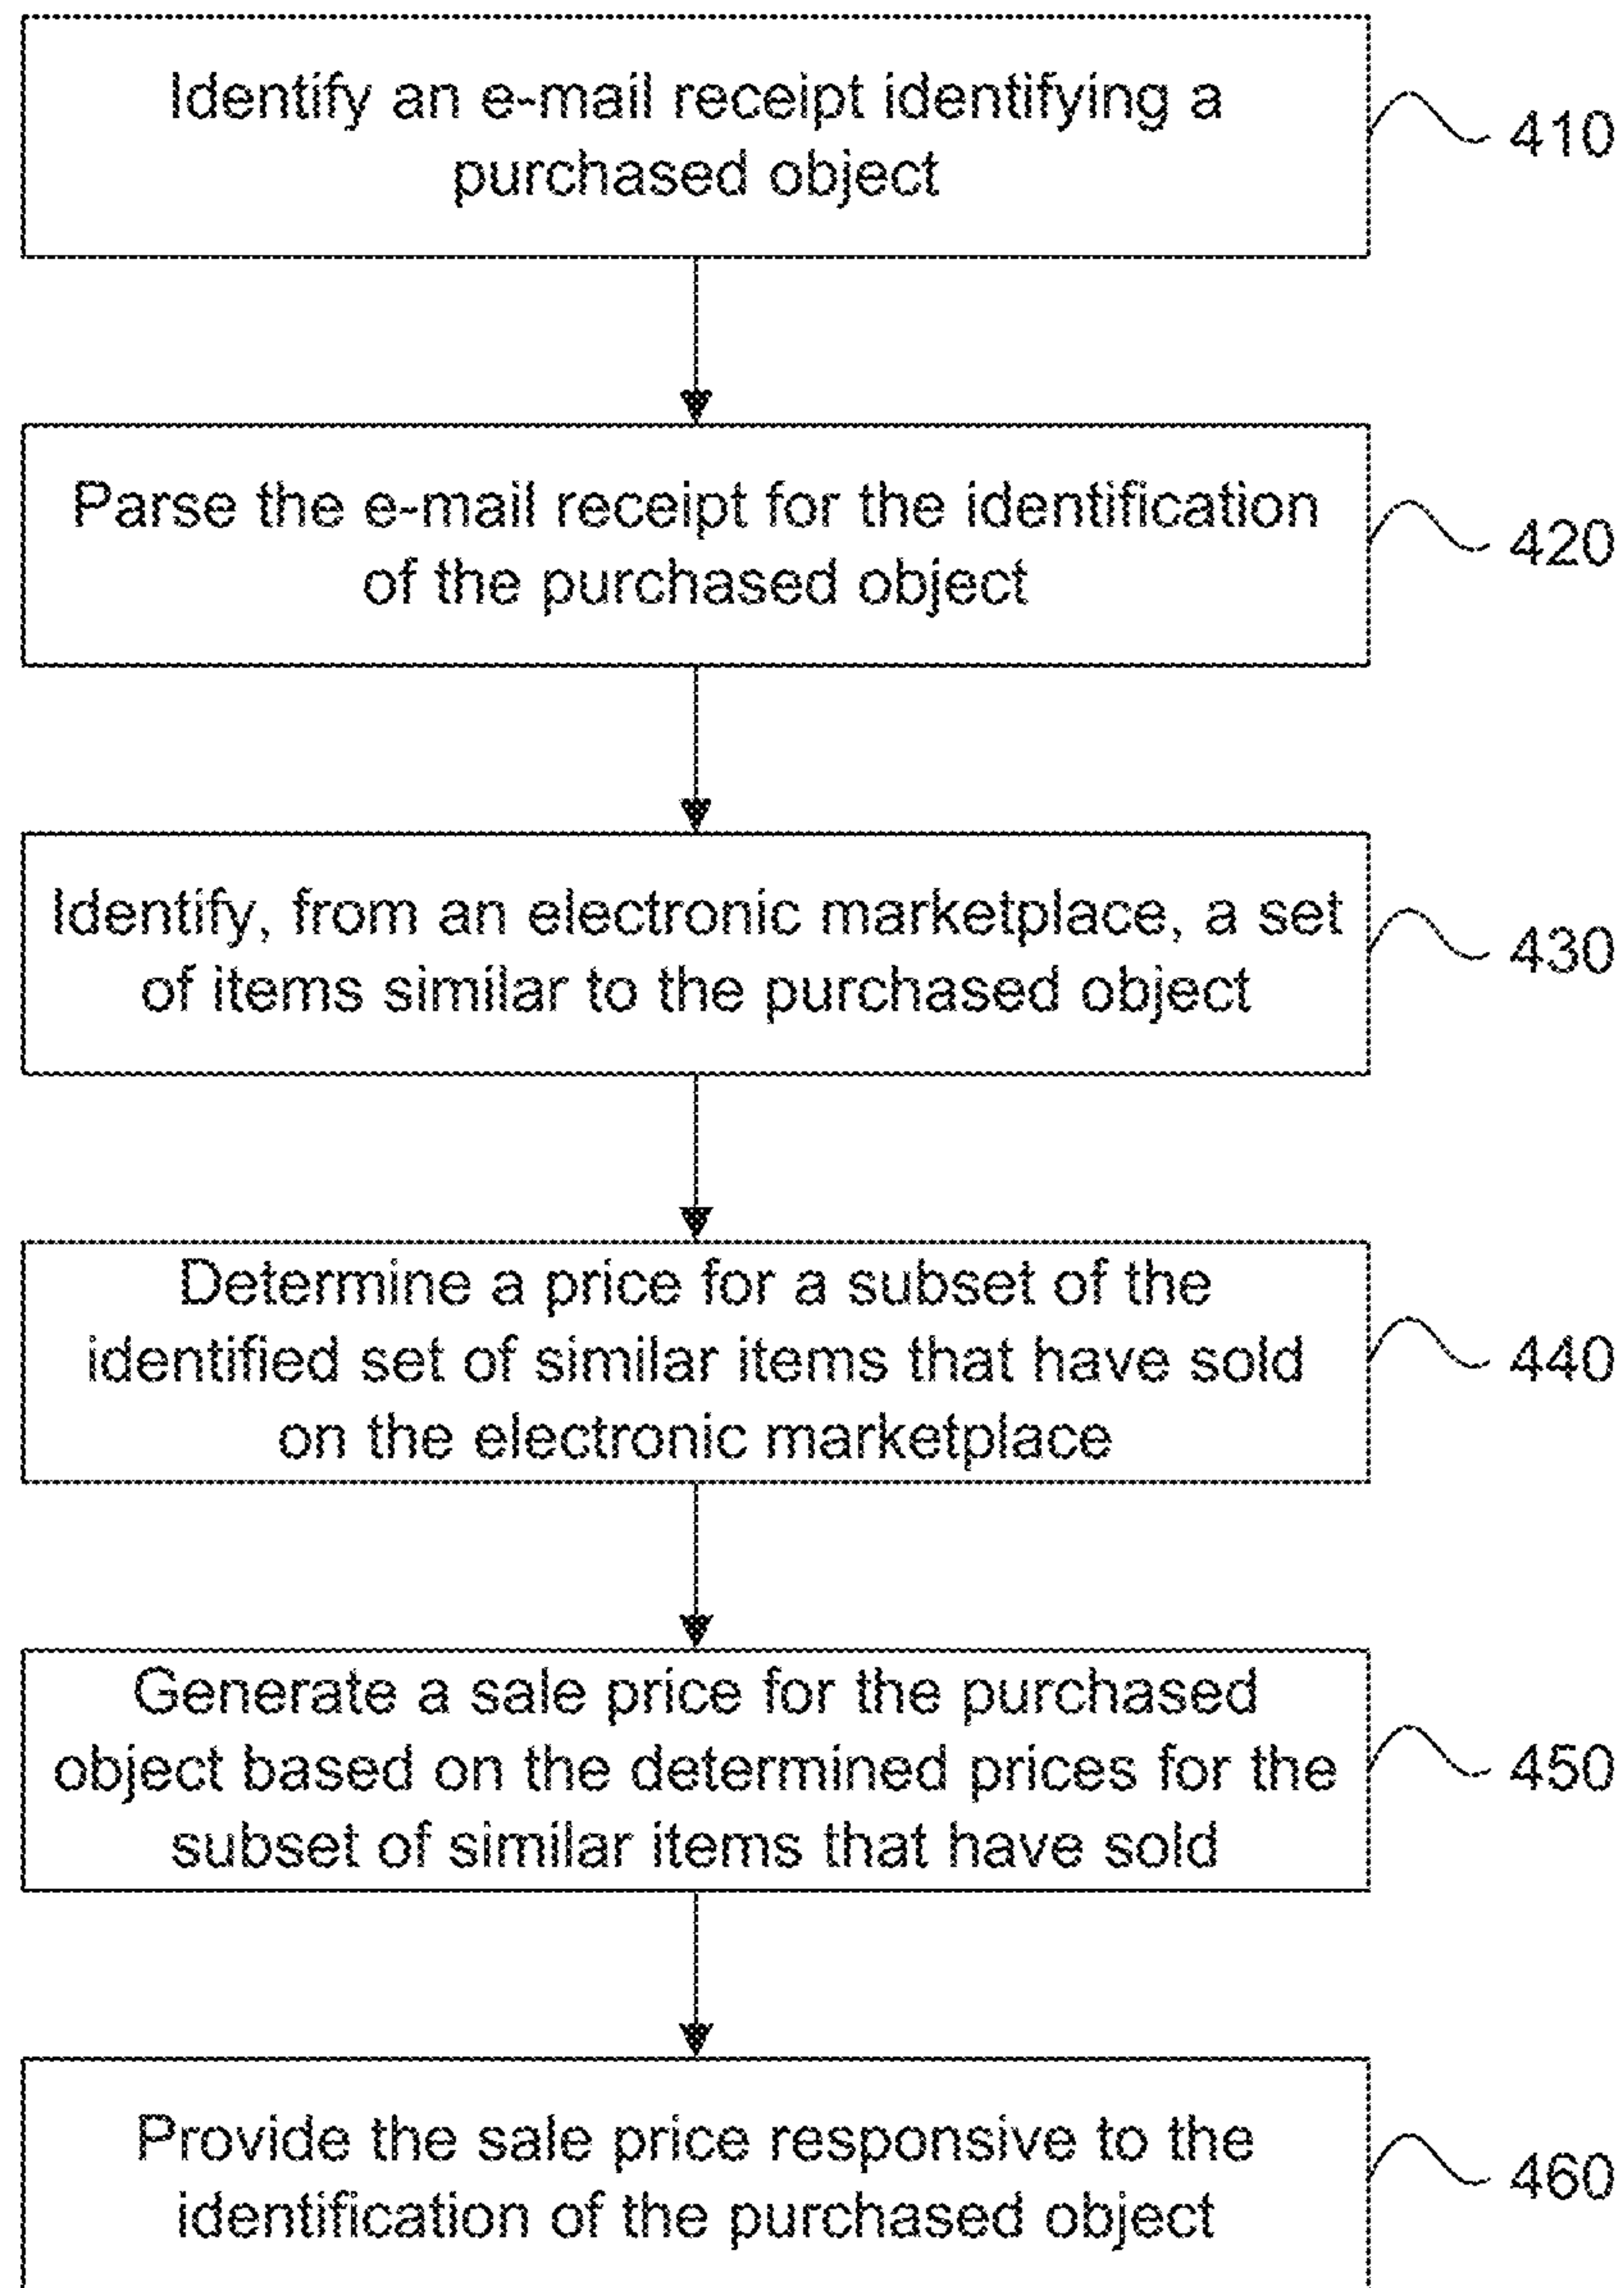 Identify an e-mail receipt identifying a
purchased object
410
Parse the e-mail receipt for the identification
of the purchased object
420
Identify, from an electronic marketplace, a set
of items similar to the purchased object
430
Determine a price for a subset of the
identified set of similar items that have sold
on the electronic marketplace
440
Generate a sale price for the purchased
object based on the determined prices for the
subset of similar items that have sold
450
Provide the sale price responsive to the
identification of the purchased object
460